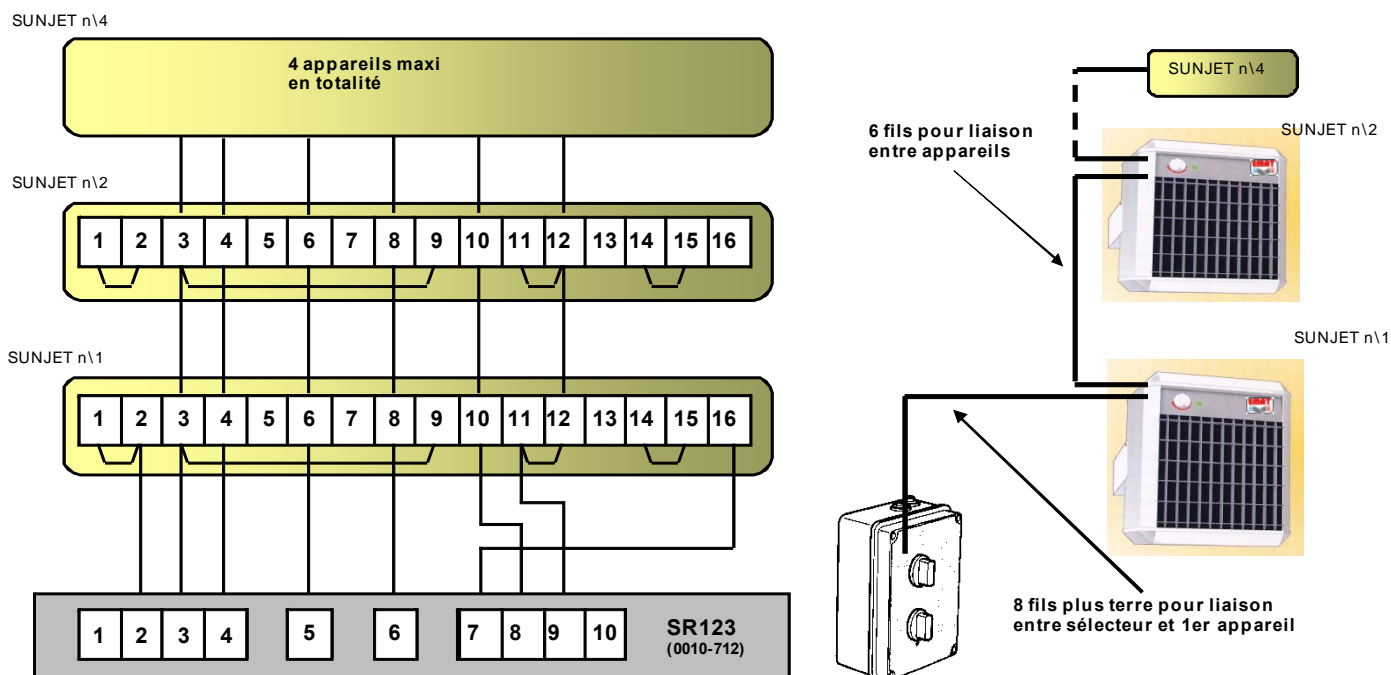 SUNJET n\4
4 appareils maxi
en totalité
SUNJET n\2
1 2 3 4 5 6 7 8 9 10 11 12 13 14 15 16
SUNJET n\1
1 2 3 4 5 6 7 8 9 10 11 12 13 14 15 16
1 2 3 4 5 6 7 8 9 10
SR123
(0010-712)
SUNJET n\4
SUNJET n\2
6 fils pour liaison
entre appareils
SUNJET n\1
8 fils plus terre pour liaison
entre sélecteur et 1er appareil